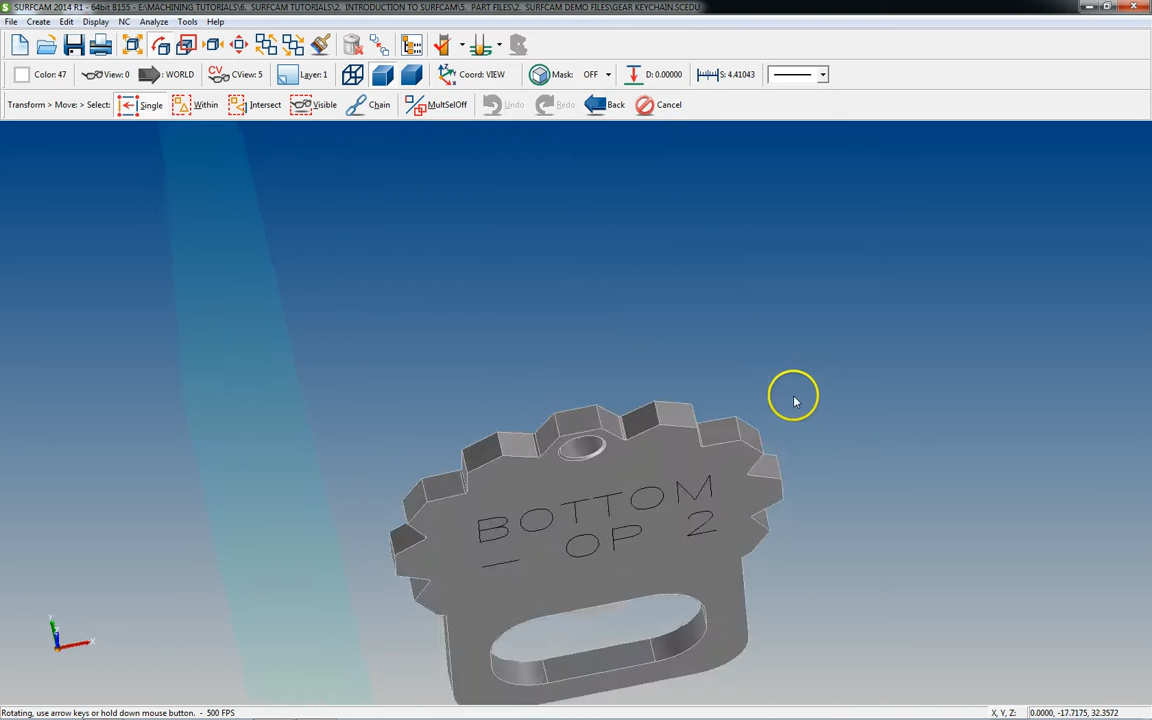 SURFCAM 2014 R1 - 64bit B155 - E:\MACHINING TUTORIALS\6. SURFCAM TUTORIALS\2. INTRODUCTION TO SURFCAM\5. PART FILES\2. SURFCAM DEMO FILES\GEAR KEYCHAIN.SCEDU
File Create Edit Display NC Analyze Tools Help
Color: 47 View: 0 : WORLD CV CView: 5 Layer: 1 Coord: VIEW Mask: OFF D: 0.00000 S: 4.41043
Transform > Move > Select: Single Within Intersect Visible Chain MultSelOff Undo Redo Back Cancel
BOTTOM
_ OP 2
Y
Z
X
Rotating, use arrow keys or hold down mouse button. - 500 FPS X, Y, Z: 0.0000, -17.7175, 32.3572